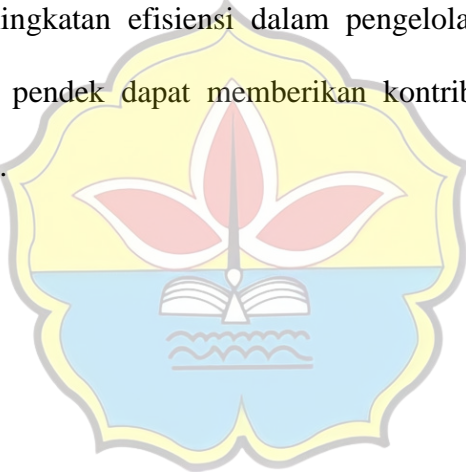 ingkatan efisiensi dalam pengelola
pendek dapat memberikan kontrib
.